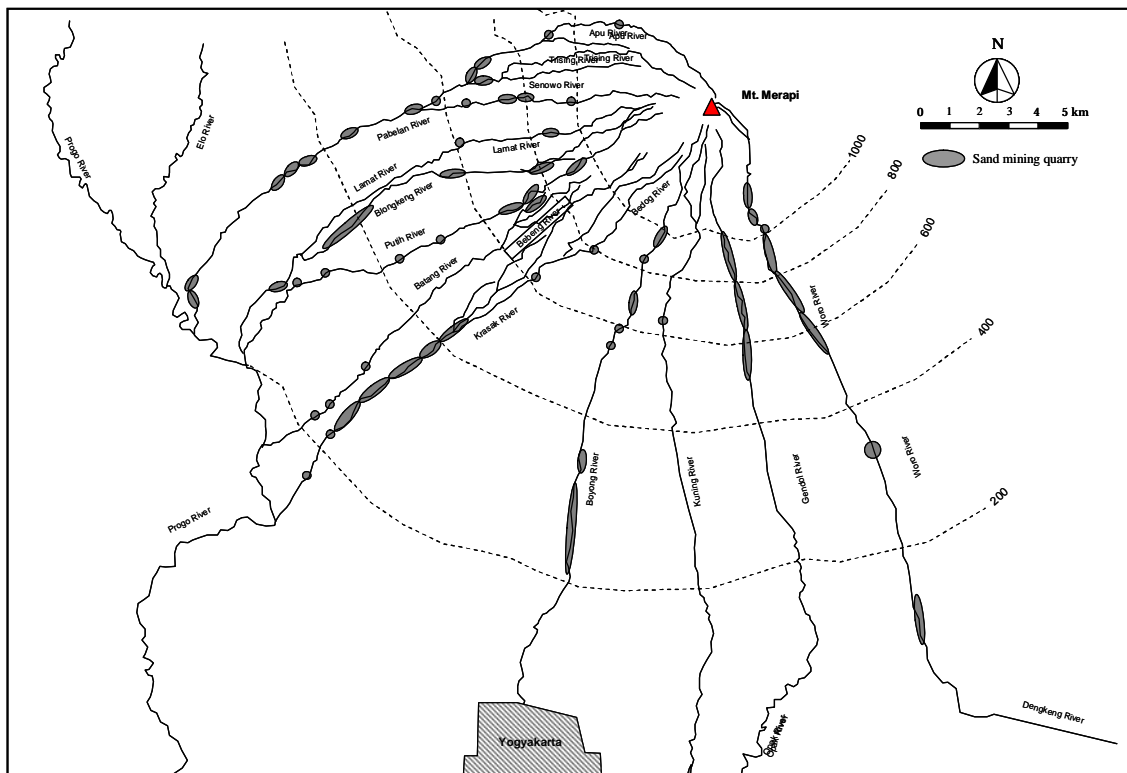 Apu River
Apu River
Trising River
Trising River
Senowo River
Mt. Merapi
N
0 1 2 3 4 5 km
Sand mining quarry
Progo River
Elo River
Pabelan River
Lamat River
Lamat River
Blongkeng River
Putih River
Bebeng River
Bedog River
Batang River
Krasak River
1000
800
600
400
200
Woro River
Woro River
Boyong River
Kuning River
Gendol River
Progo River
Opak River
Dengkeng River
Yogyakarta